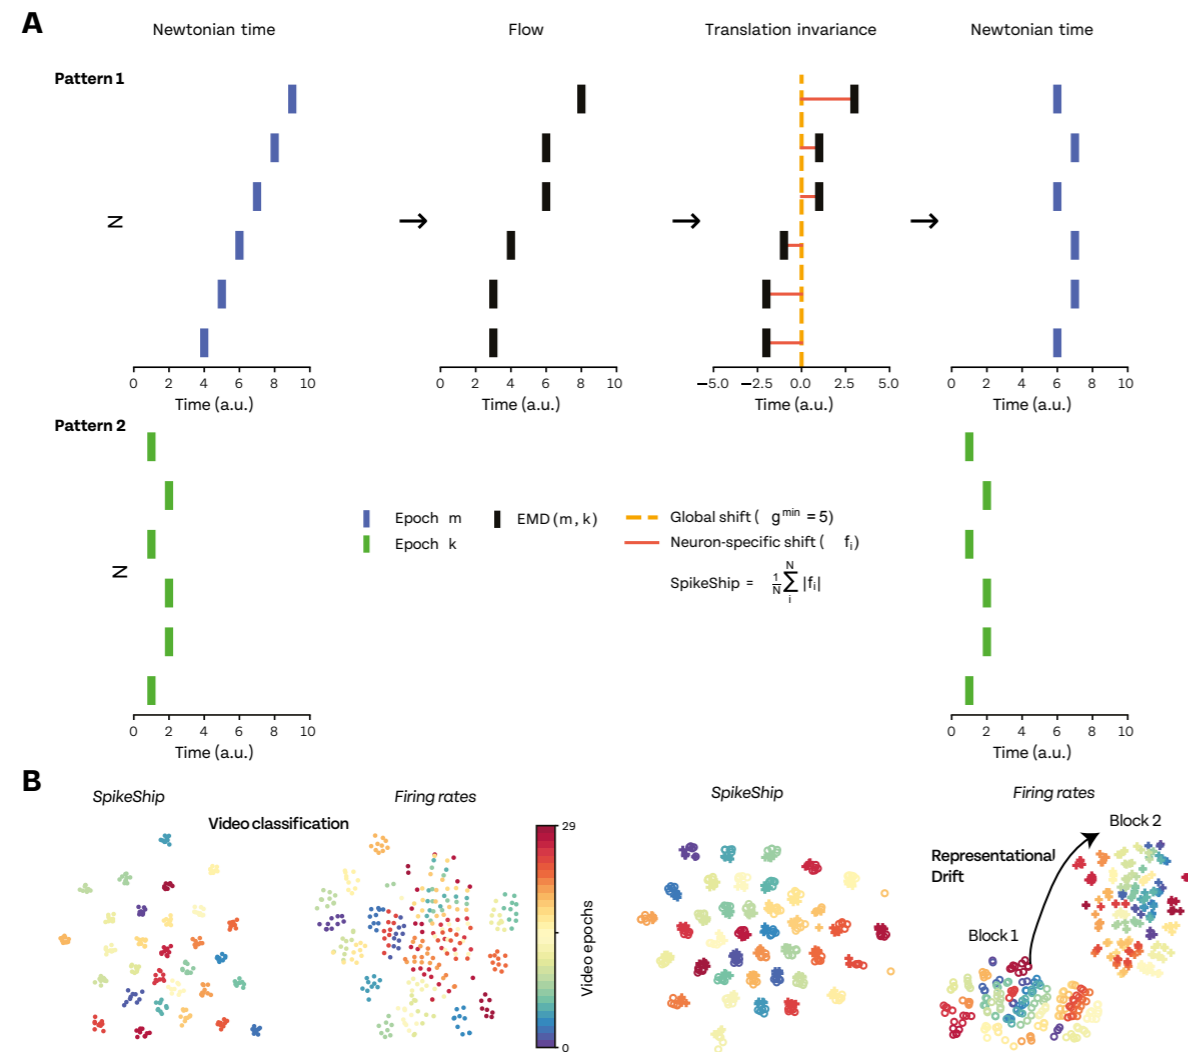 A
Newtonian time
Flow
Translation invariance
Newtonian time
Pattern 1
N
0 2 4 6 8 10
Time (a.u.)
0 2 4 6 8 10
Time (a.u.)
−5.0 −2.5 0.0 2.5 5.0
Time (a.u.)
0 2 4 6 8 10
Time (a.u.)
Pattern 2
N
Epoch m
Epoch k
EMD (m, k)
Global shift ( g^min = 5)
Neuron-specific shift ( f_i)
SpikeShip = 1/N ∑_i^N |f_i|
0 2 4 6 8 10
Time (a.u.)
0 2 4 6 8 10
Time (a.u.)
B
SpikeShip
Firing rates
Video classification
29
Video epochs
0
SpikeShip
Firing rates
Block 2
Representational
Drift
Block 1